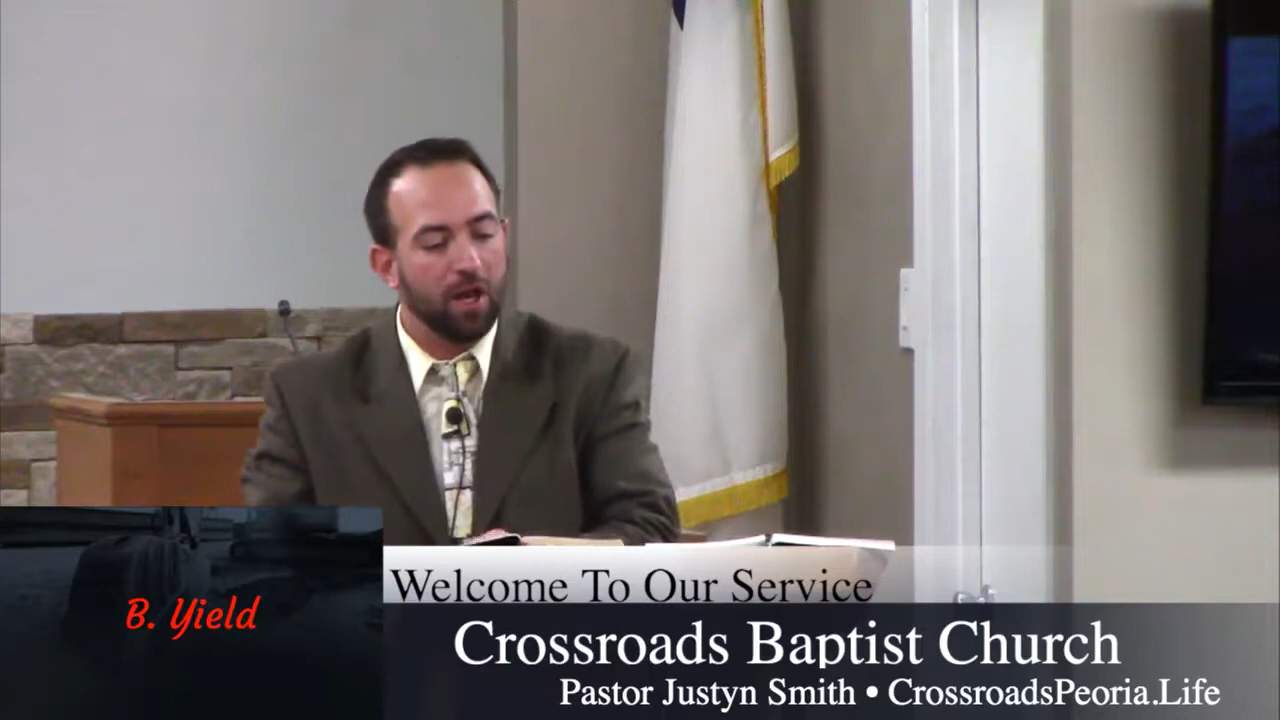 B. Yield
Welcome To Our Service
Crossroads Baptist Church
Pastor Justyn Smith • CrossroadsPeoria.Life